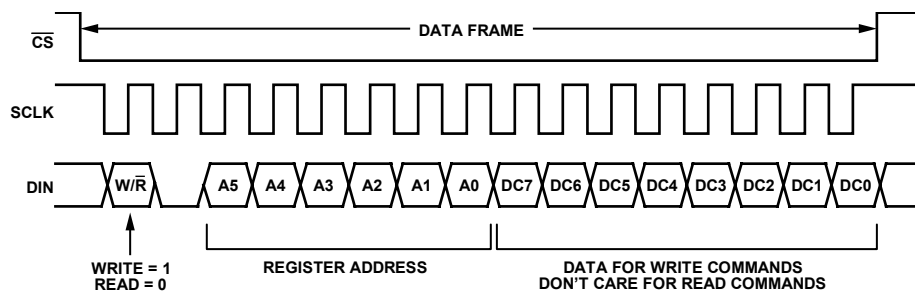 DATA FRAME
C̅S̅
SCLK
DIN W/R̅ A5 A4 A3 A2 A1 A0 DC7 DC6 DC5 DC4 DC3 DC2 DC1 DC0
WRITE = 1
READ = 0
REGISTER ADDRESS
DATA FOR WRITE COMMANDS
DON'T CARE FOR READ COMMANDS